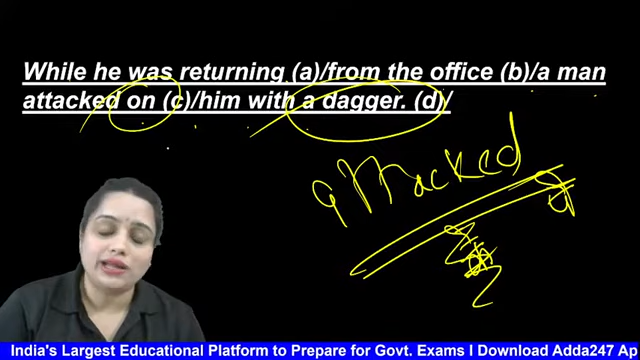 While he was returning (a)/from the office (b)/a man
attacked on (c)/him with a dagger. (d)/
attacked
India's Largest Educational Platform to Prepare for Govt. Exams I Download Adda247 Ap